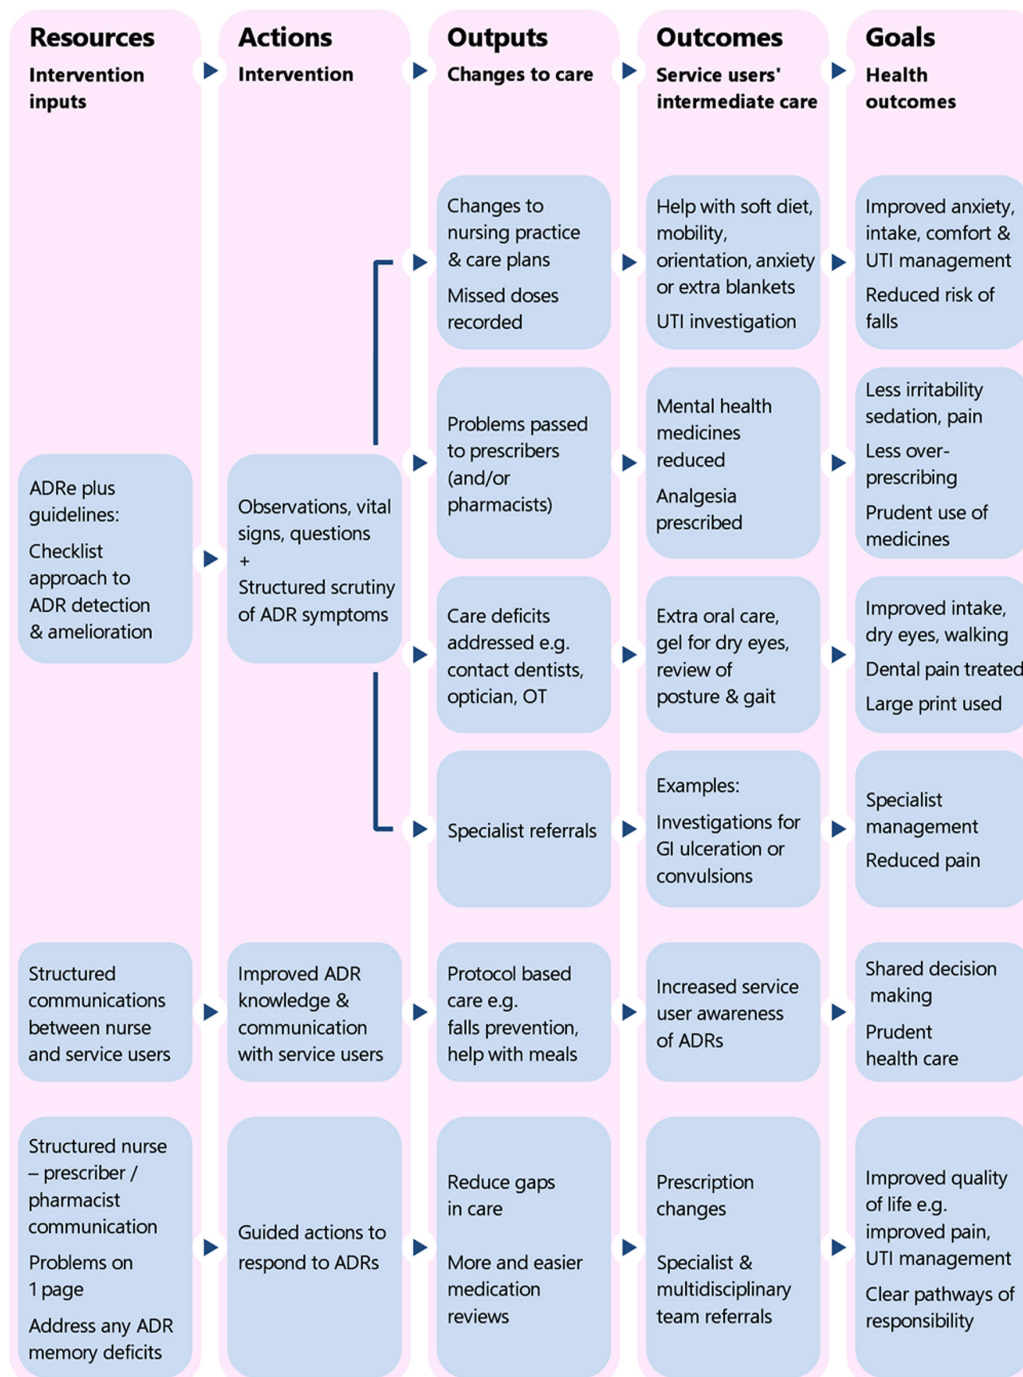 Resources
Intervention
inputs
Actions
Intervention
Outputs
Changes to care
Outcomes
Service users'
intermediate care
Goals
Health
outcomes
ADRe plus
guidelines:
Checklist
approach to
ADR detection
& amelioration
Observations, vital
signs, questions
+
Structured scrutiny
of ADR symptoms
Changes to
nursing practice
& care plans
Missed doses
recorded
Help with soft diet,
mobility,
orientation, anxiety
or extra blankets
UTI investigation
Improved anxiety,
intake, comfort &
UTI management
Reduced risk of
falls
Problems passed
to prescribers
(and/or
pharmacists)
Mental health
medicines
reduced
Analgesia
prescribed
Less irritability
sedation, pain
Less over-
prescribing
Prudent use of
medicines
Care deficits
addressed e.g.
contact dentists,
optician, OT
Extra oral care,
gel for dry eyes,
review of
posture & gait
Improved intake,
dry eyes, walking
Dental pain treated
Large print used
Specialist referrals
Examples:
Investigations for
GI ulceration or
convulsions
Specialist
management
Reduced pain
Structured
communications
between nurse
and service users
Improved ADR
knowledge &
communication
with service users
Protocol based
care e.g.
falls prevention,
help with meals
Increased service
user awareness
of ADRs
Shared decision
making
Prudent
health care
Structured nurse
– prescriber /
pharmacist
communication
Problems on
1 page
Address any ADR
memory deficits
Guided actions to
respond to ADRs
Reduce gaps
in care
More and easier
medication
reviews
Prescription
changes
Specialist &
multidisciplinary
team referrals
Improved quality
of life e.g.
improved pain,
UTI management
Clear pathways of
responsibility